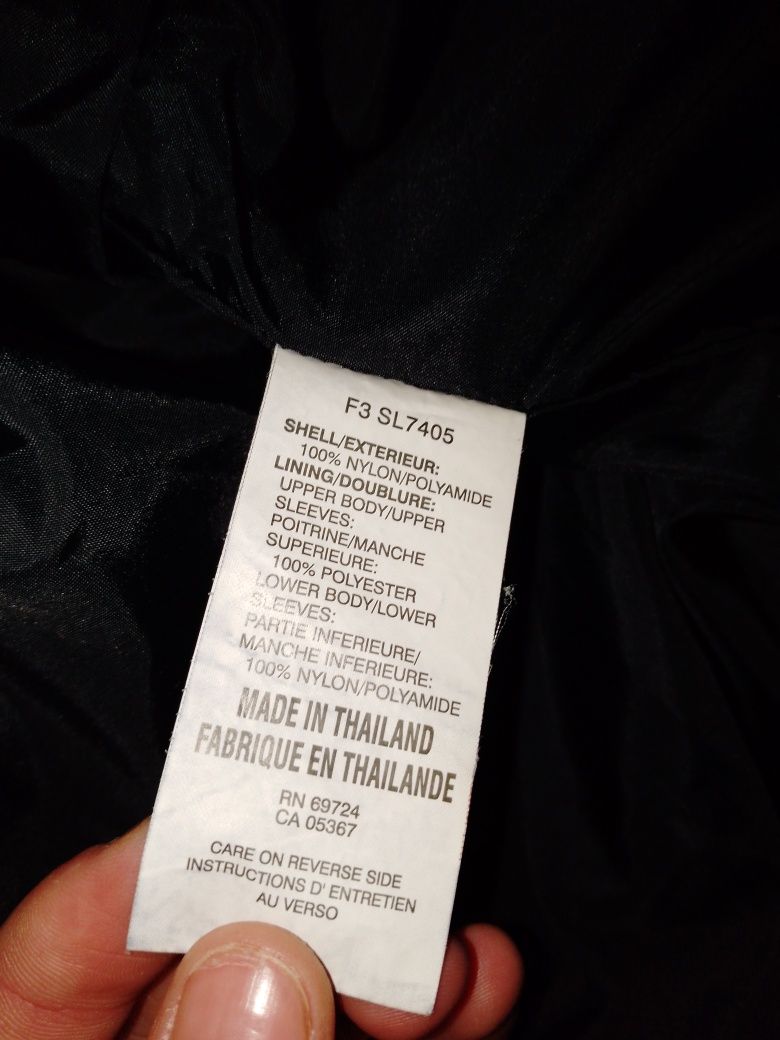 F3 SL7405
SHELL/EXTERIEUR:
100% NYLON/POLYAMIDE
LINING/DOUBLURE:
UPPER BODY/UPPER
SLEEVES:
POITRINE/MANCHE
SUPERIEURE:
100% POLYESTER
LOWER BODY/LOWER
SLEEVES:
PARTIE INFERIEURE/
MANCHE INFERIEURE:
100% NYLON/POLYAMIDE
MADE IN THAILAND
FABRIQUE EN THAILANDE
RN 69724
CA 05367
CARE ON REVERSE SIDE
INSTRUCTIONS D' ENTRETIEN
AU VERSO